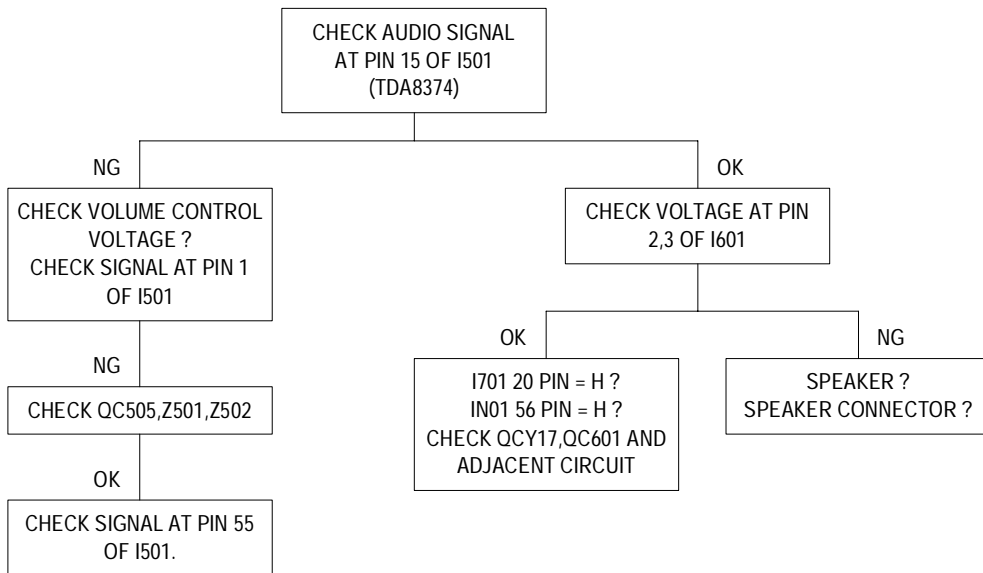 CHECK AUDIO SIGNAL
AT PIN 15 OF I501
(TDA8374)
NG
OK
CHECK VOLUME CONTROL
VOLTAGE ?
CHECK SIGNAL AT PIN 1
OF I501
CHECK VOLTAGE AT PIN
2,3 OF I601
NG
OK
NG
CHECK QC505,Z501,Z502
I701 20 PIN = H ?
IN01 56 PIN = H ?
CHECK QCY17,QC601 AND
ADJACENT CIRCUIT
SPEAKER ?
SPEAKER CONNECTOR ?
OK
CHECK SIGNAL AT PIN 55
OF I501.